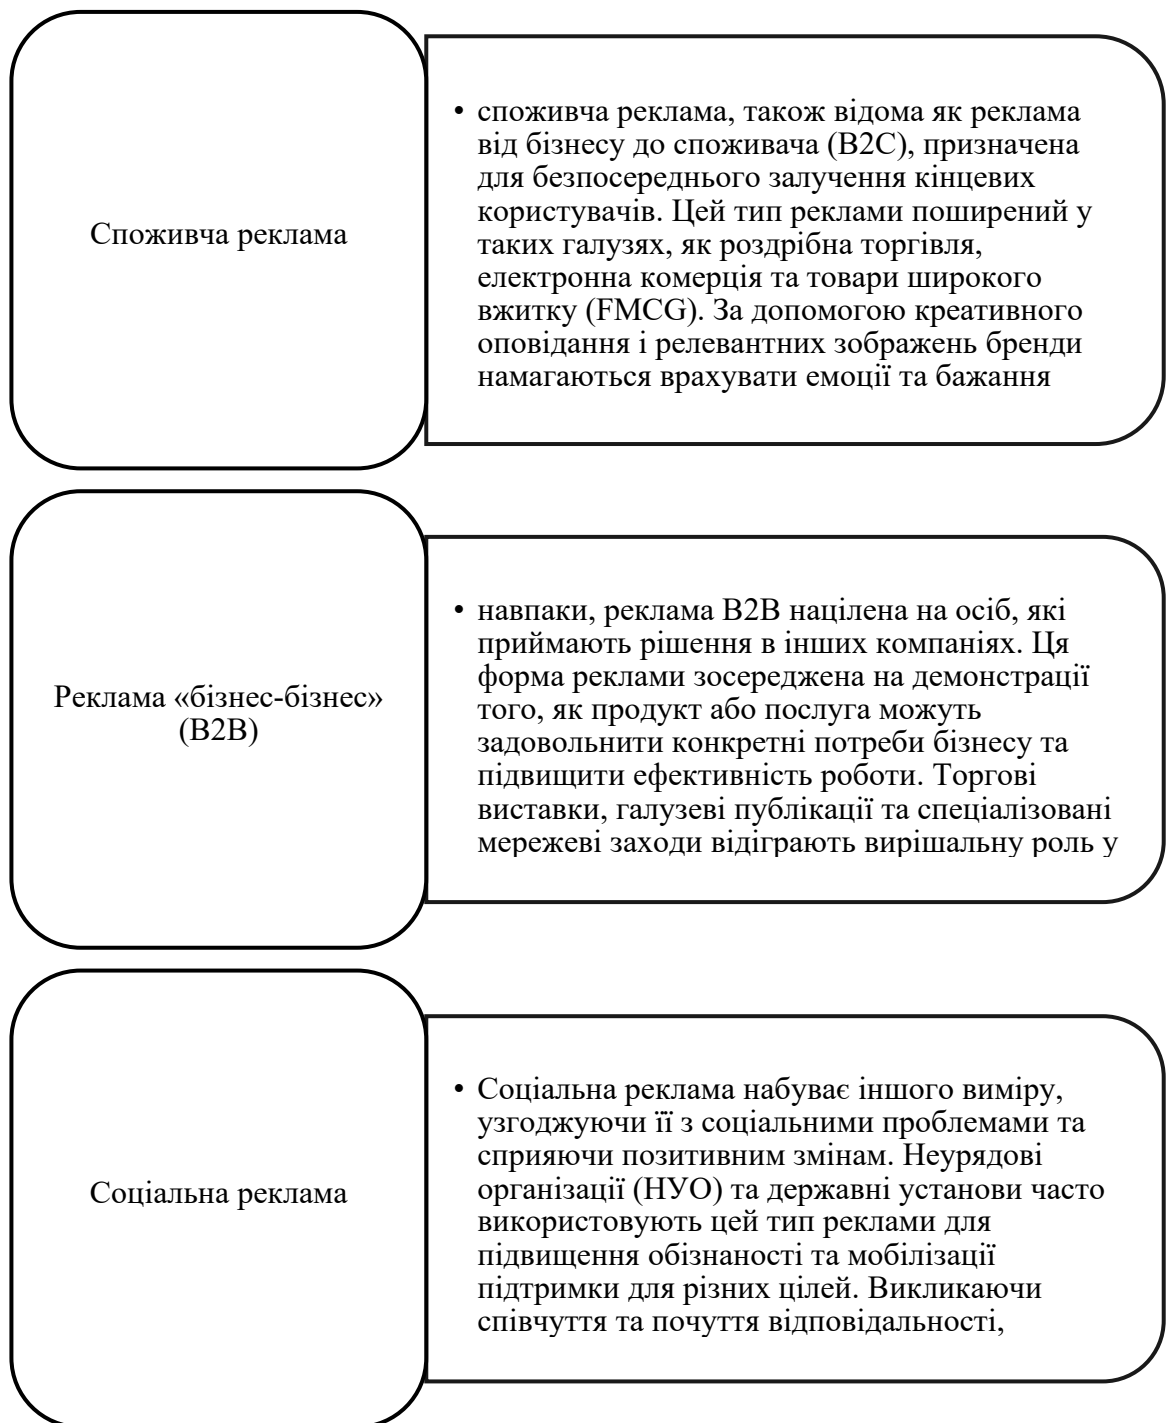 Споживча реклама
• споживча реклама, також відома як реклама
від бізнесу до споживача (B2C), призначена
для безпосереднього залучення кінцевих
користувачів. Цей тип реклами поширений у
таких галузях, як роздрібна торгівля,
електронна комерція та товари широкого
вжитку (FMCG). За допомогою креативного
оповідання і релевантних зображень бренди
намагаються врахувати емоції та бажання
Реклама «бізнес-бізнес»
(B2B)
• навпаки, реклама B2B націлена на осіб, які
приймають рішення в інших компаніях. Ця
форма реклами зосереджена на демонстрації
того, як продукт або послуга можуть
задовольнити конкретні потреби бізнесу та
підвищити ефективність роботи. Торгові
виставки, галузеві публікації та спеціалізовані
мережеві заходи відіграють вирішальну роль у
Соціальна реклама
• Соціальна реклама набуває іншого виміру,
узгоджуючи її з соціальними проблемами та
сприяючи позитивним змінам. Неурядові
організації (НУО) та державні установи часто
використовують цей тип реклами для
підвищення обізнаності та мобілізації
підтримки для різних цілей. Викликаючи
співчуття та почуття відповідальності,